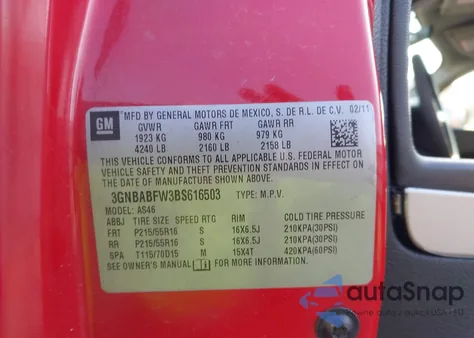 GM
MFD BY GENERAL MOTORS DE MEXICO, S. DE R.L. DE C.V. 02/11
GVWR GAWR FRT GAWR RR
1923 KG 980 KG 979 KG
4240 LB 2160 LB 2158 LB
THIS VEHICLE CONFORMS TO ALL APPLICABLE U.S. FEDERAL MOTOR
VEHICLE SAFETY AND THEFT PREVENTION STANDARDS IN EFFECT ON
THE DATE OF MANUFACTURE SHOWN ABOVE.
3GNBABFW3BS616503 TYPE: M.P.V.
MODEL: AS46
ABBJ TIRE SIZE SPEED RTG RIM COLD TIRE PRESSURE
FRT P215/55R16 S 16X6.5J 210KPA(30PSI)
RR P215/55R16 S 16X6.5J 210KPA(30PSI)
SPA T115/70D15 M 15X4T 420KPA(60PSI)
SEE OWNER'S MANUAL FOR MORE INFORMATION.
autoSnap